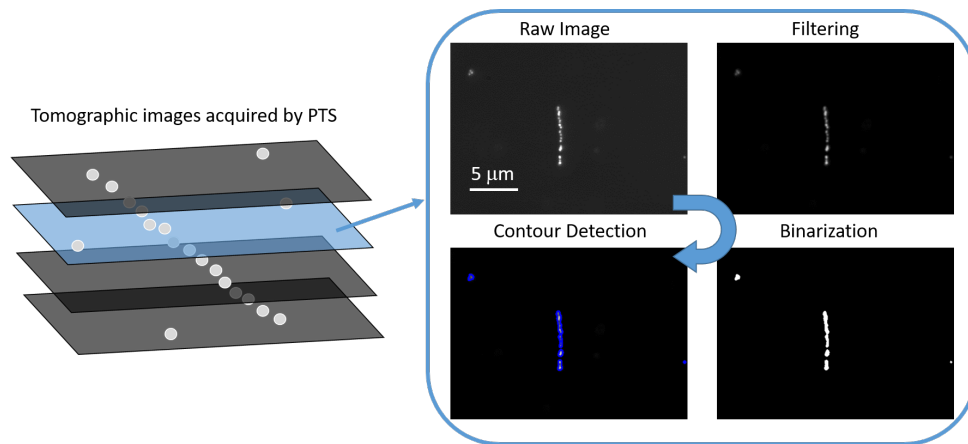 Tomographic images acquired by PTS
Raw Image
Filtering
5 μm
Contour Detection
Binarization